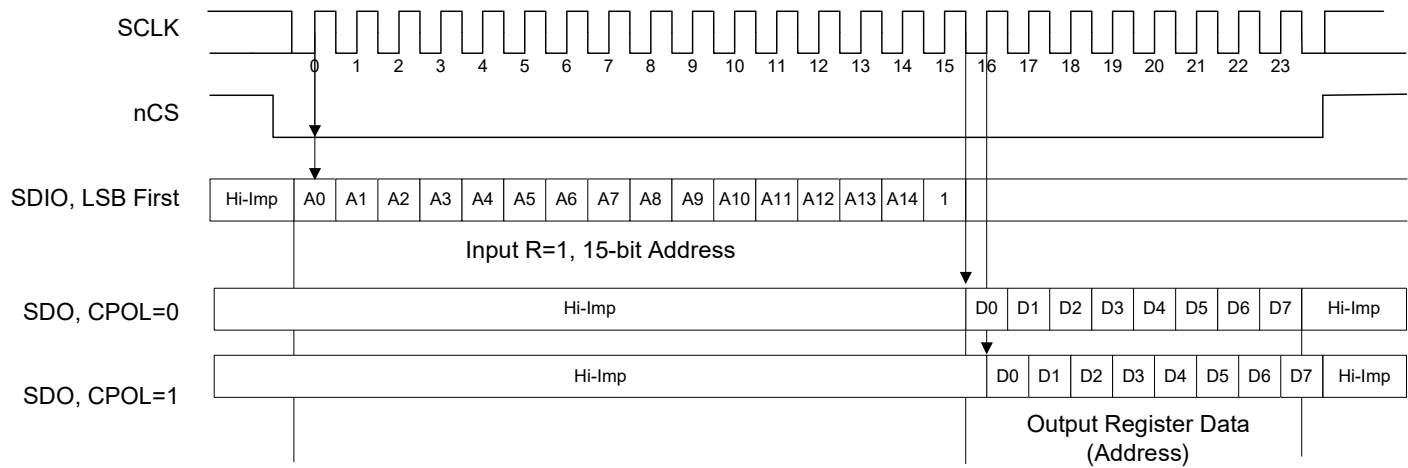 SCLK
0 1 2 3 4 5 6 7 8 9 10 11 12 13 14 15 16 17 18 19 20 21 22 23
nCS
SDIO, LSB First
Hi-Imp A0 A1 A2 A3 A4 A5 A6 A7 A8 A9 A10 A11 A12 A13 A14 1
Input R=1, 15-bit Address
SDO, CPOL=0
Hi-Imp D0 D1 D2 D3 D4 D5 D6 D7 Hi-Imp
SDO, CPOL=1
Hi-Imp D0 D1 D2 D3 D4 D5 D6 D7 Hi-Imp
Output Register Data
(Address)